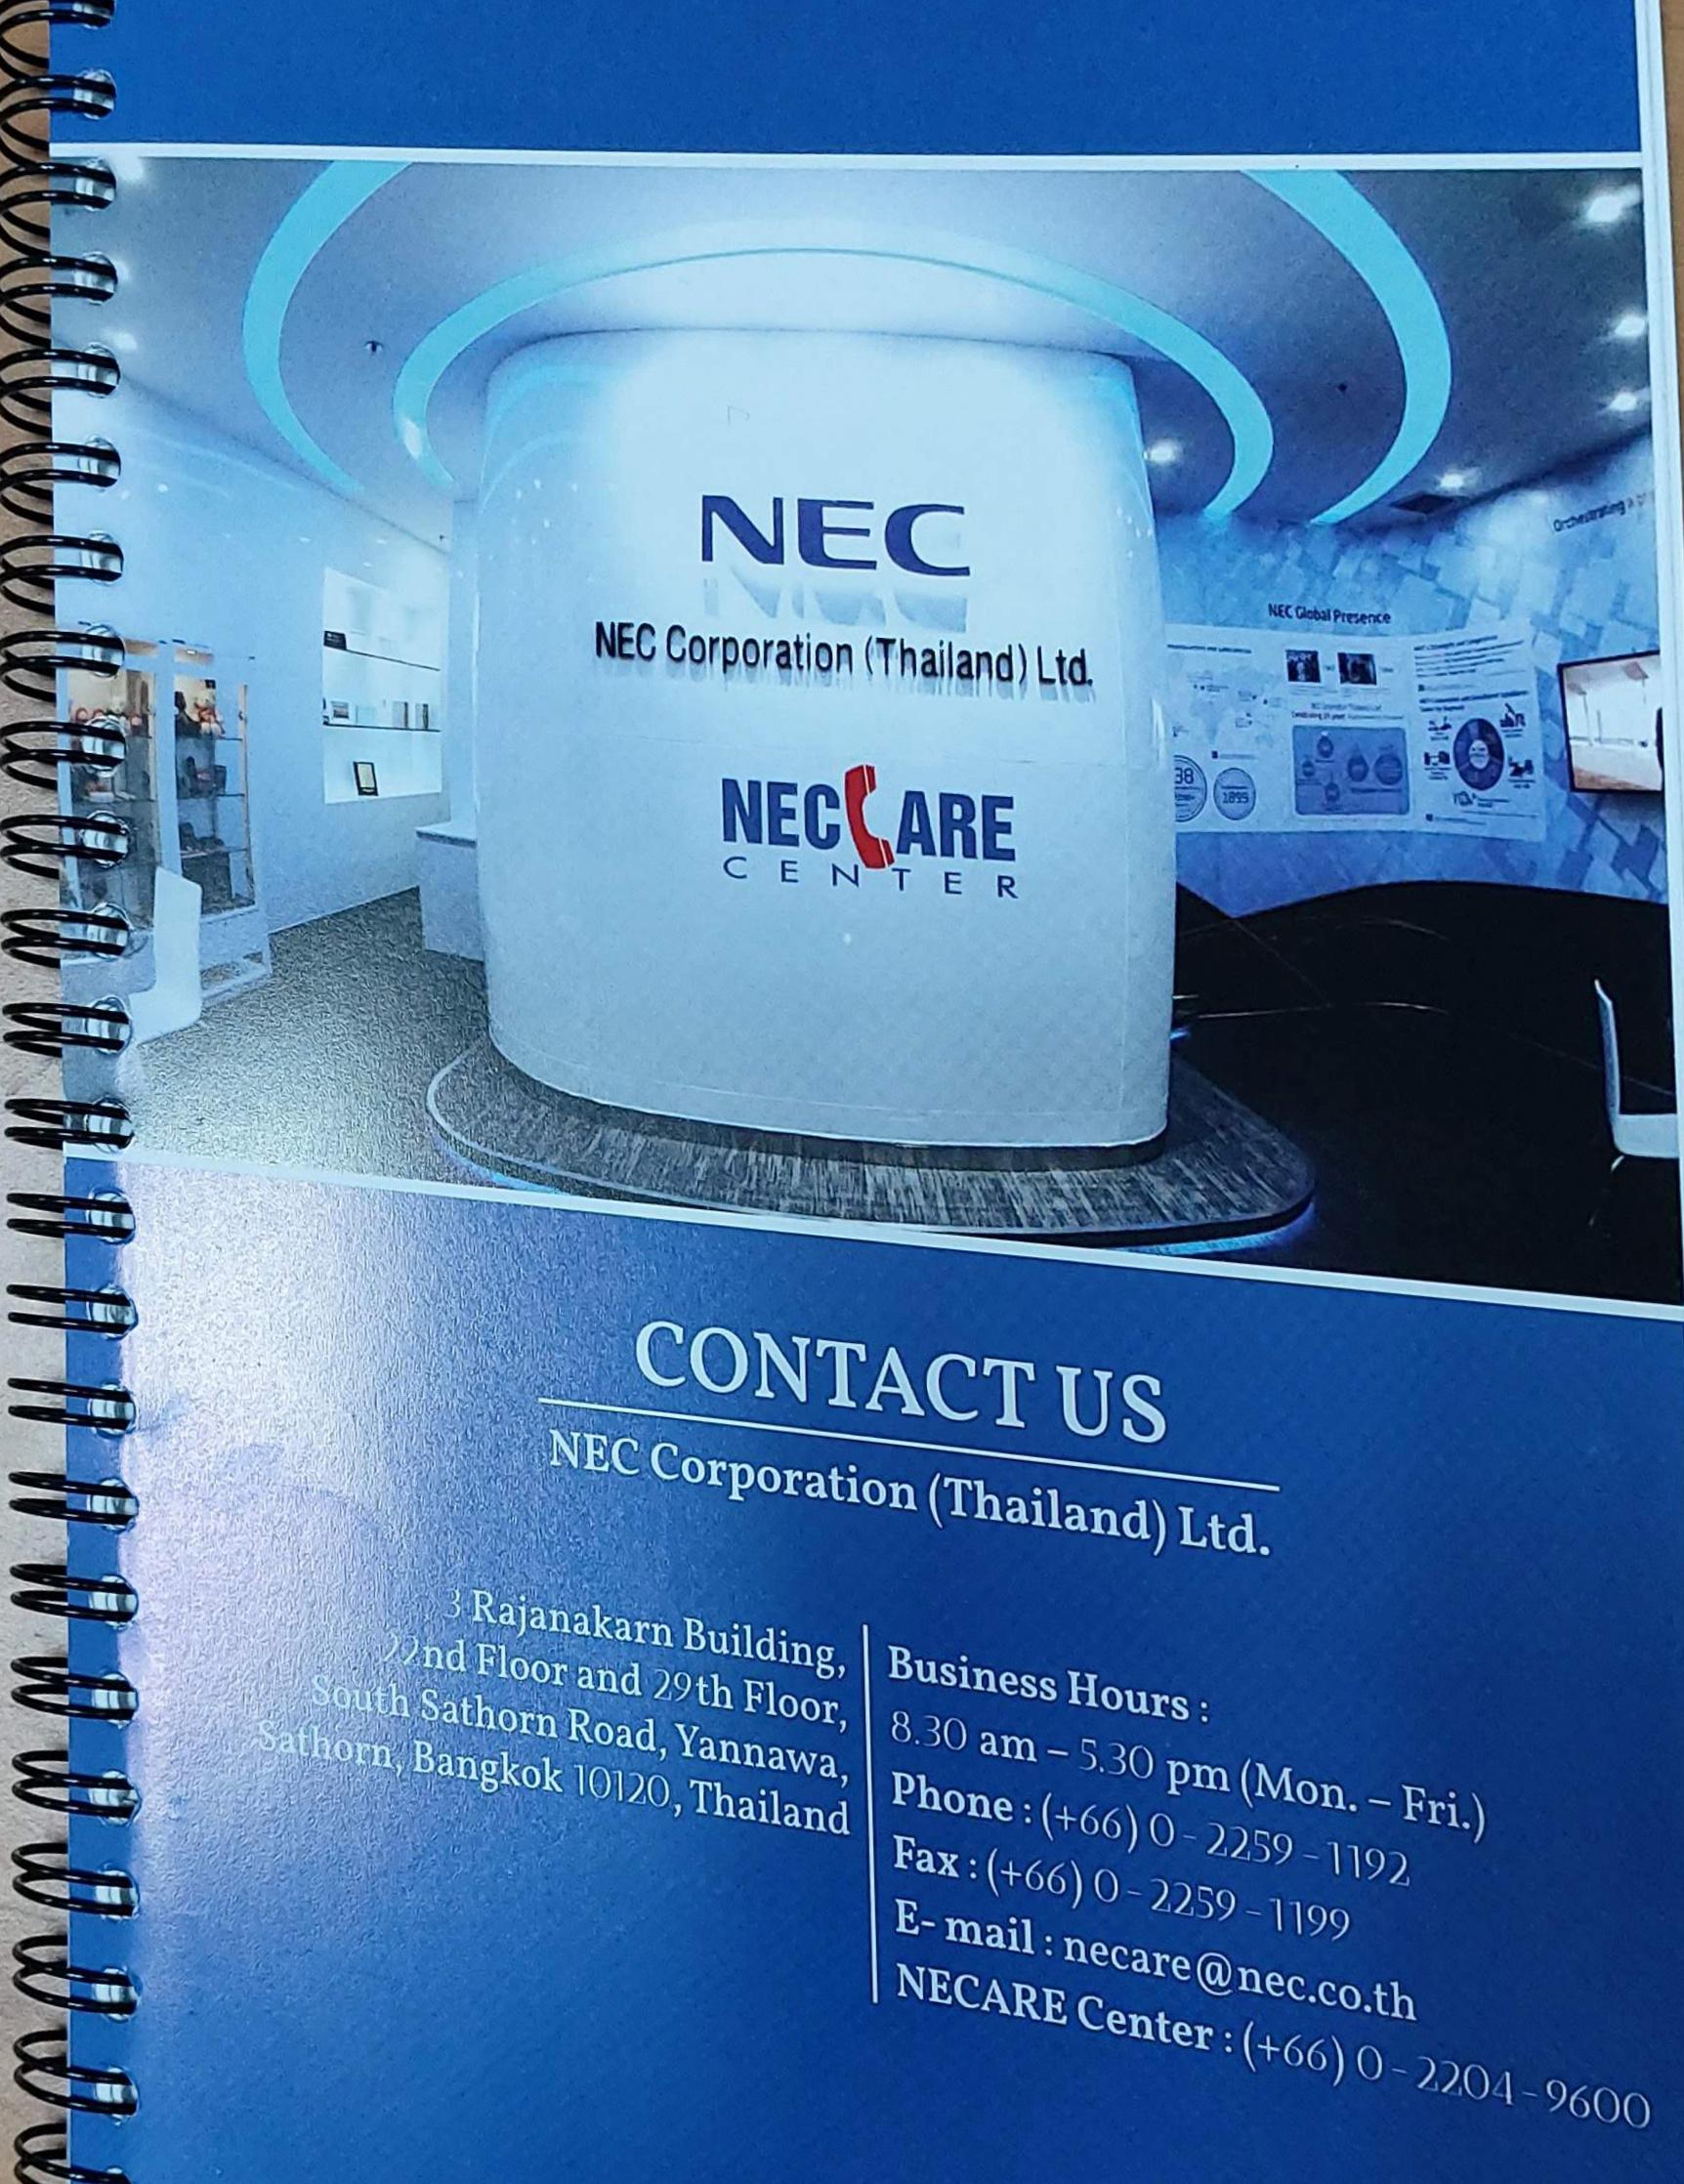 NEC
NEC Corporation (Thailand) Ltd.
NECCARE
CENTER
Orchestrating a
NEC Global Presence
38
1899
CONTACT US
NEC Corporation (Thailand) Ltd.
3 Rajanakarn Building,
22nd Floor and 29th Floor,
South Sathorn Road, Yannawa,
Sathorn, Bangkok 10120, Thailand
Business Hours :
8.30 am – 5.30 pm (Mon. – Fri.)
Phone : (+66) 0 - 2259 - 1192
Fax : (+66) 0 - 2259 - 1199
E- mail : necare@nec.co.th
NECARE Center : (+66) 0 - 2204 - 9600